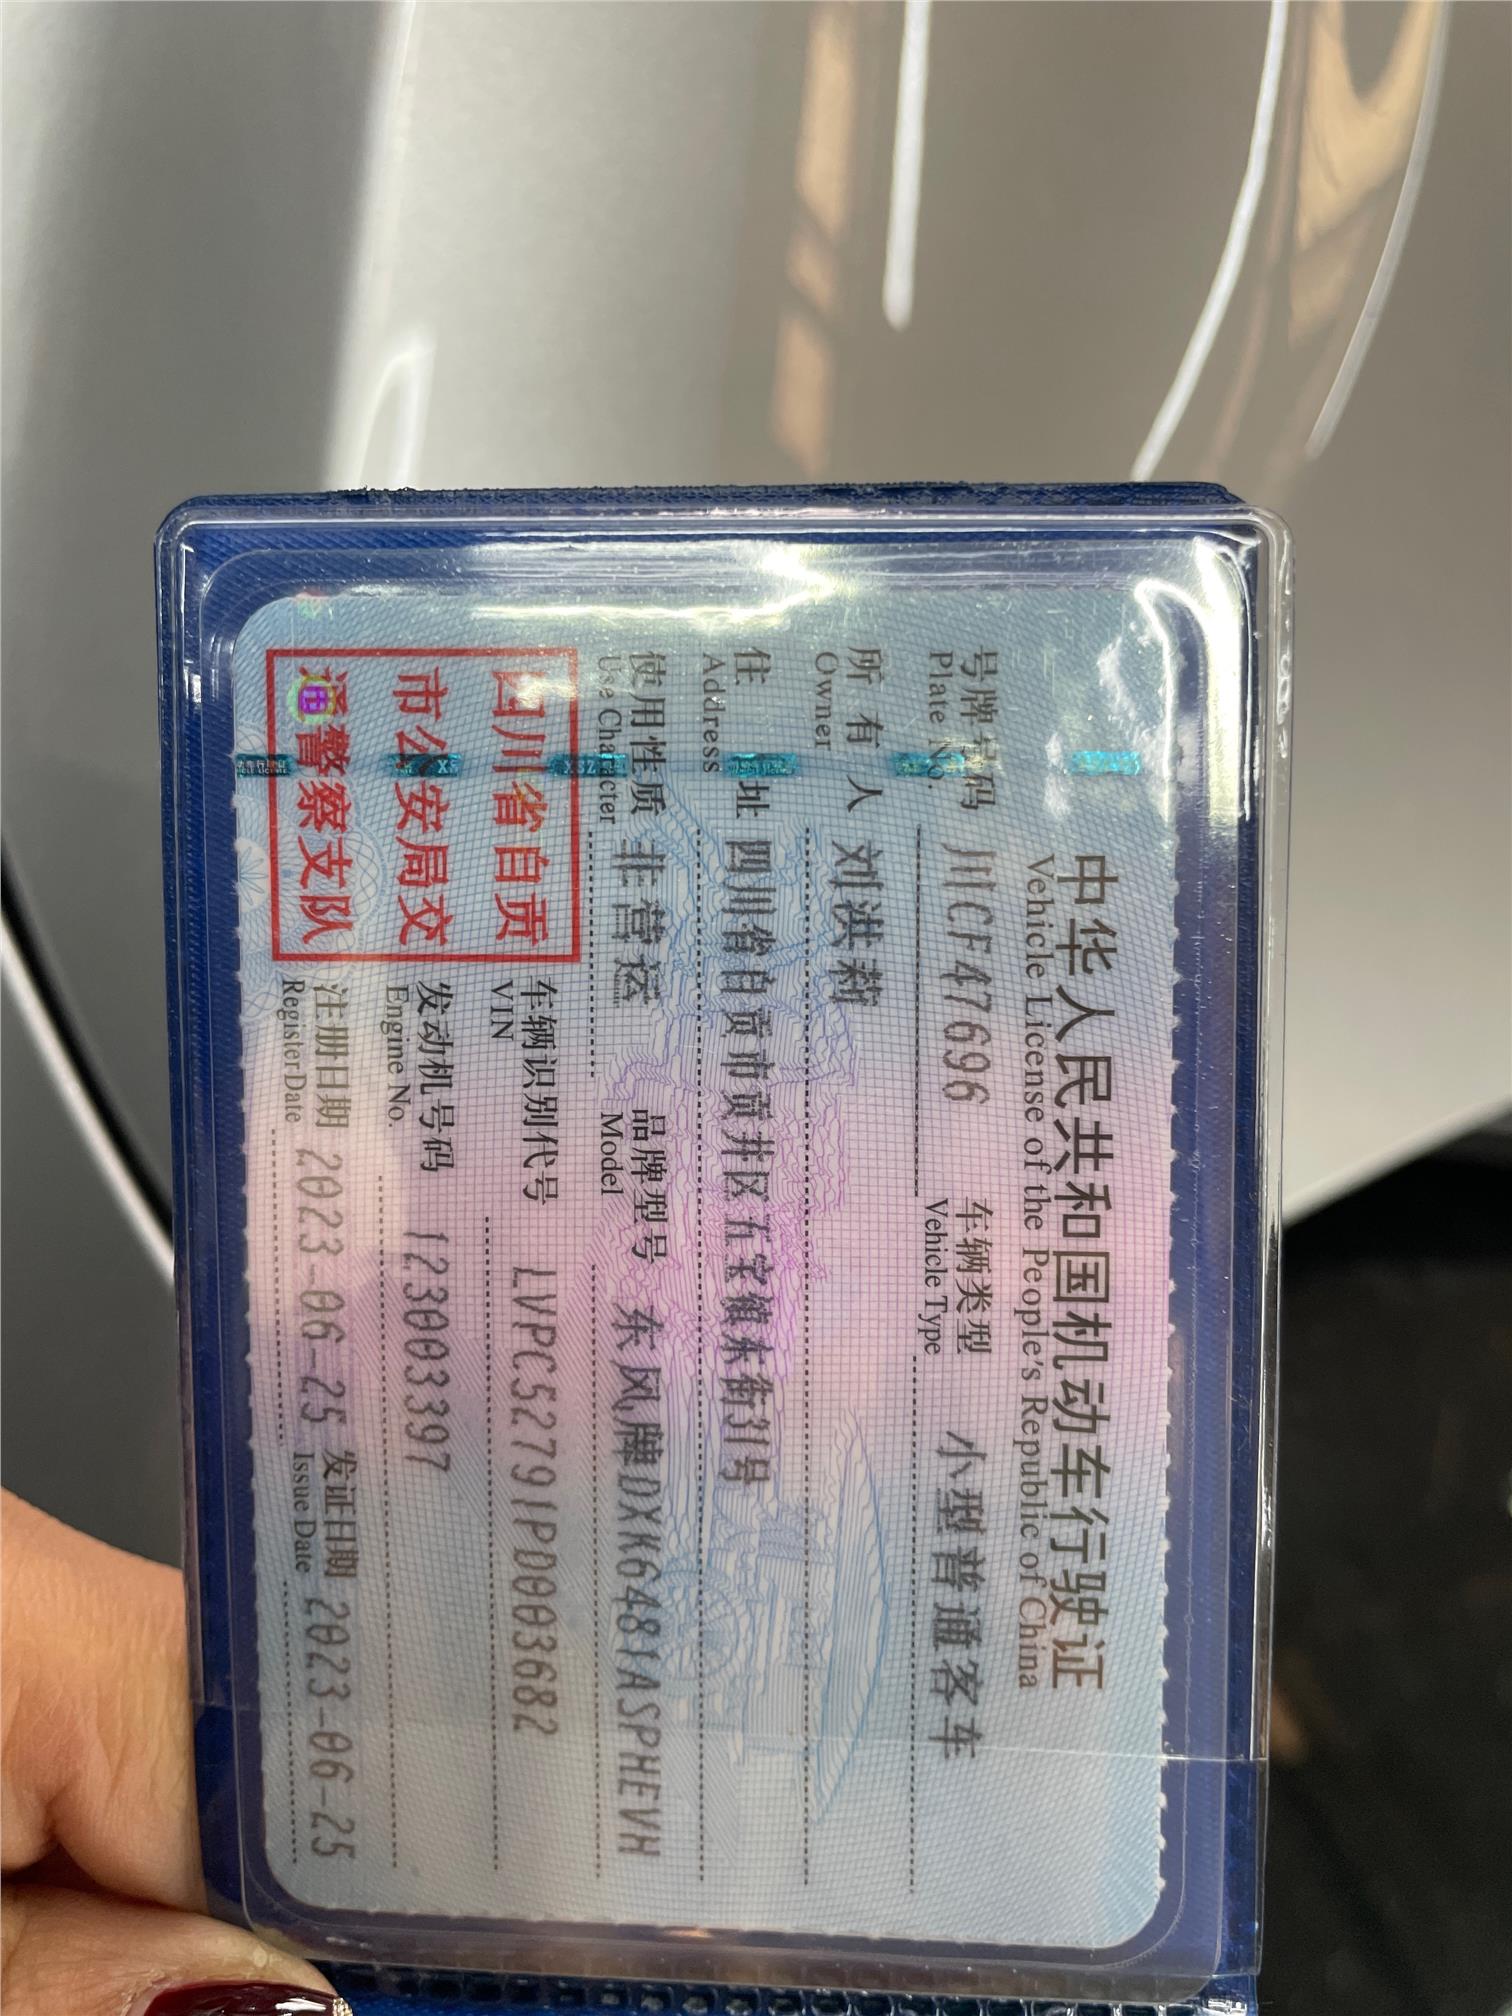 中华人民共和国机动车行驶证
Vehicle License of the People's Republic of China
号牌号码 川CF47696 车辆类型 小型普通客车
Plate No. Vehicle Type
所有人 刘洪莉
Owner
住址 四川省自贡市贡井区五宝镇东街31号
Address
使用性质 非营运 品牌型号 东风牌DXK6481ASPHEVH
Use Character Model
四川省自贡
市公安局交
通警察支队
车辆识别代号 LVPC52791PD003682
VIN
发动机号码 123003397
Engine No.
注册日期 2023-06-25 发证日期 2023-06-25
Register Date Issue Date